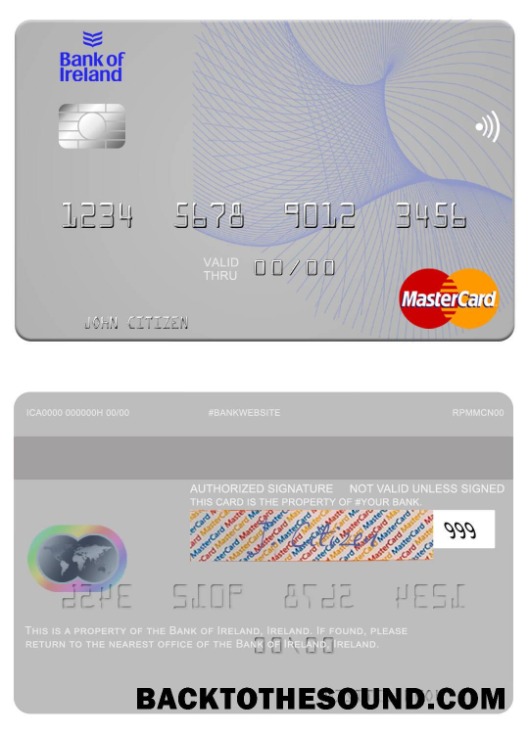 Bank of
Ireland
1234 5678 9012 3456
VALID
THRU 00/00
MasterCard
JOHN CITIZEN
ICA0000 000000H 00/00 #BANKWEBSITE RPMMCN00
AUTHORIZED SIGNATURE NOT VALID UNLESS SIGNED
THIS CARD IS THE PROPERTY OF #YOUR BANK.
999
THIS IS A PROPERTY OF THE BANK OF IRELAND, IRELAND. IF FOUND, PLEASE
RETURN TO THE NEAREST OFFICE OF THE BANK OF IRELAND, IRELAND.
BACKTOTHESOUND.COM